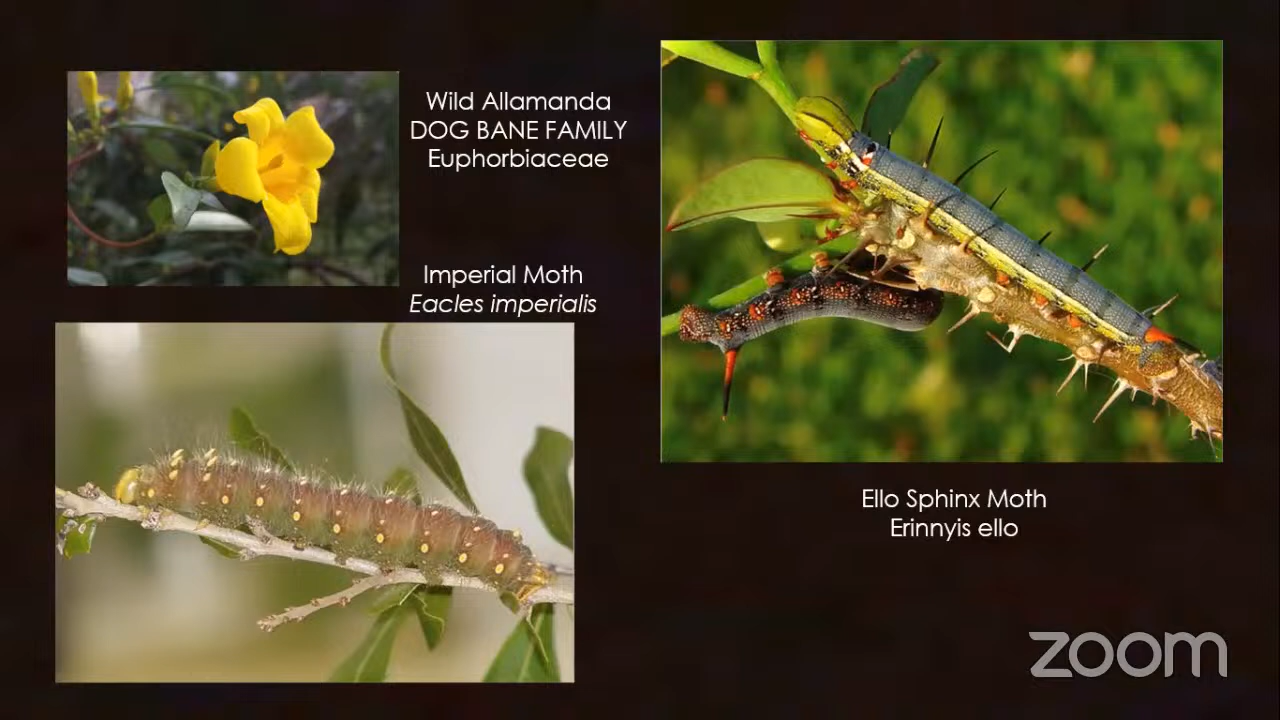 Wild Allamanda
DOG BANE FAMILY
Euphorbiaceae
Imperial Moth
Eacles imperialis
Ello Sphinx Moth
Erinnyis ello
zoom